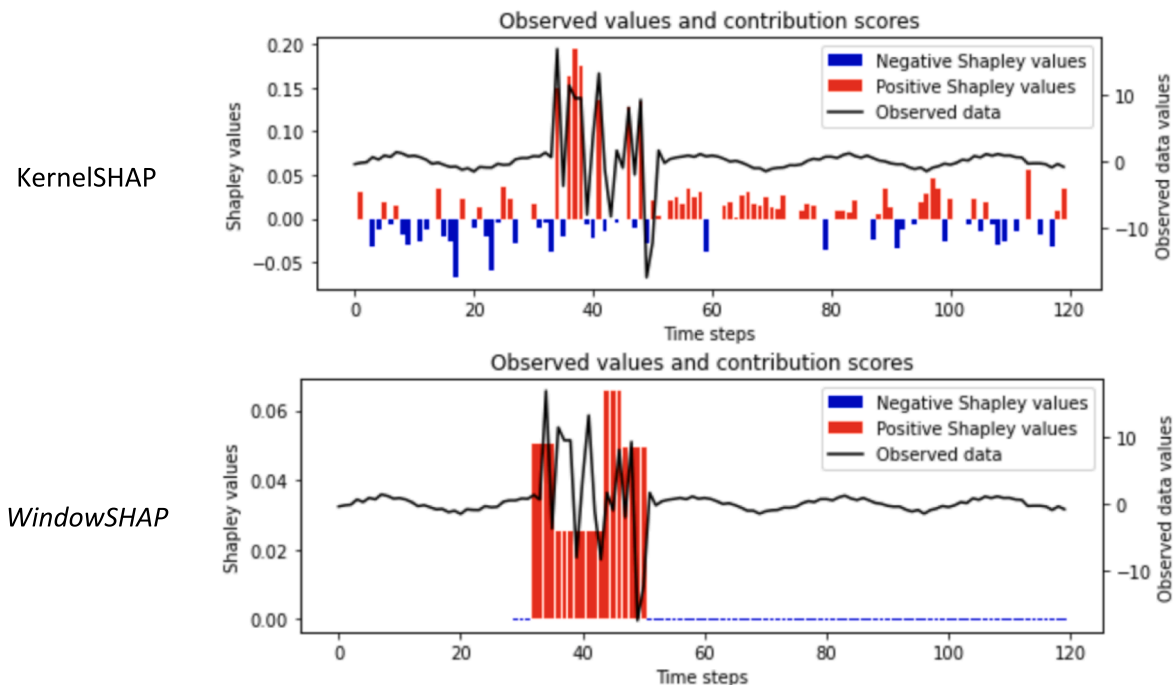 Observed values and contribution scores
KernelSHAP
Shapley values
0.20
0.15
0.10
0.05
0.00
−0.05
Negative Shapley values
Positive Shapley values
Observed data
10
0
−10
Observed data values
0 20 40 60 80 100 120
Time steps
Observed values and contribution scores
WindowSHAP
Shapley values
0.06
0.04
0.02
0.00
Negative Shapley values
Positive Shapley values
Observed data
10
0
−10
Observed data values
0 20 40 60 80 100 120
Time steps